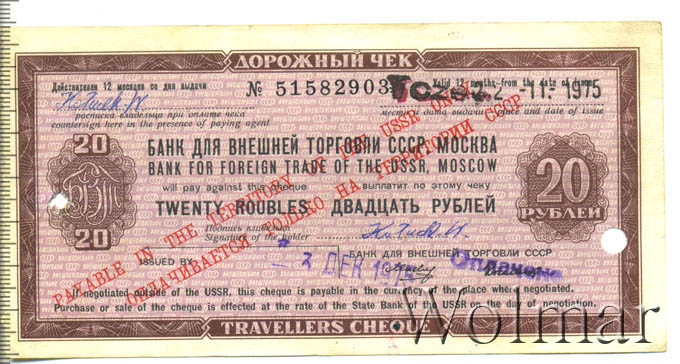 ДОРОЖНЫЙ ЧЕК
Действителен 12 месяцев со дня выдачи
Valid 12 months from the date of issue
№ 5158290
-11- 1975
расписка владельца при оплате чека
countersign here in the presence of paying agent
место и дата выдачи place and date of issue
20
БАНК ДЛЯ ВНЕШНЕЙ ТОРГОВЛИ СССР, МОСКВА
BANK FOR FOREIGN TRADE OF THE USSR, MOSCOW
will pay against this cheque выплатит по этому чеку
TWENTY ROUBLES ДВАДЦАТЬ РУБЛЕЙ
20
РУБЛЕЙ
БВТ
20
Подпись владельца
Signature of the holder
ISSUED BY
БАНК ДЛЯ ВНЕШНЕЙ ТОРГОВЛИ СССР
PAYABLE IN THE TERRITORY OF THE USSR ONLY
ОПЛАЧИВАЕТСЯ ТОЛЬКО НА ТЕРРИТОРИИ СССР
3 ДЕК 197
Оплачено
If negotiated outside of the USSR, this cheque is payable in the currency of the place where negotiated.
Purchase or sale of the cheque is effected at the rate of the State Bank of the USSR on the day of negotiation.
TRAVELLERS CHEQUE
Wolmar